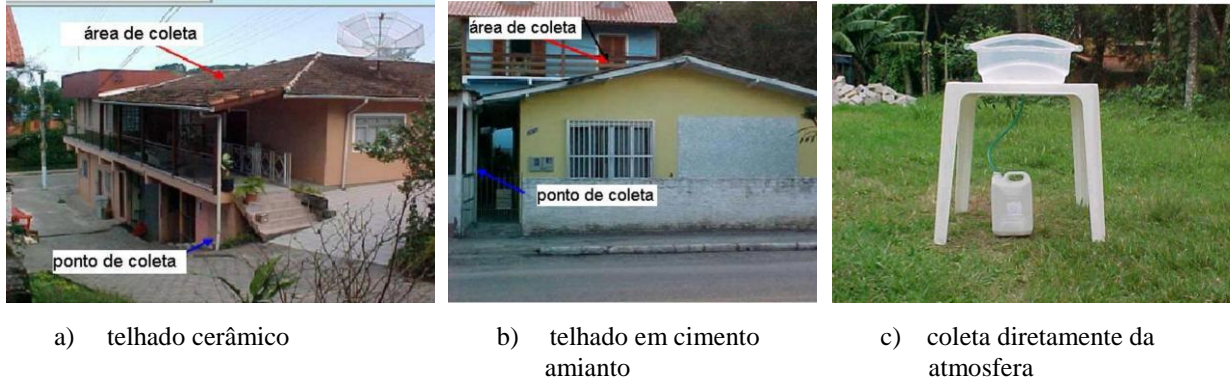 área de coleta
ponto de coleta
área de coleta
ponto de coleta
a) telhado cerâmico
b) telhado em cimento
amianto
c) coleta diretamente da
atmosfera